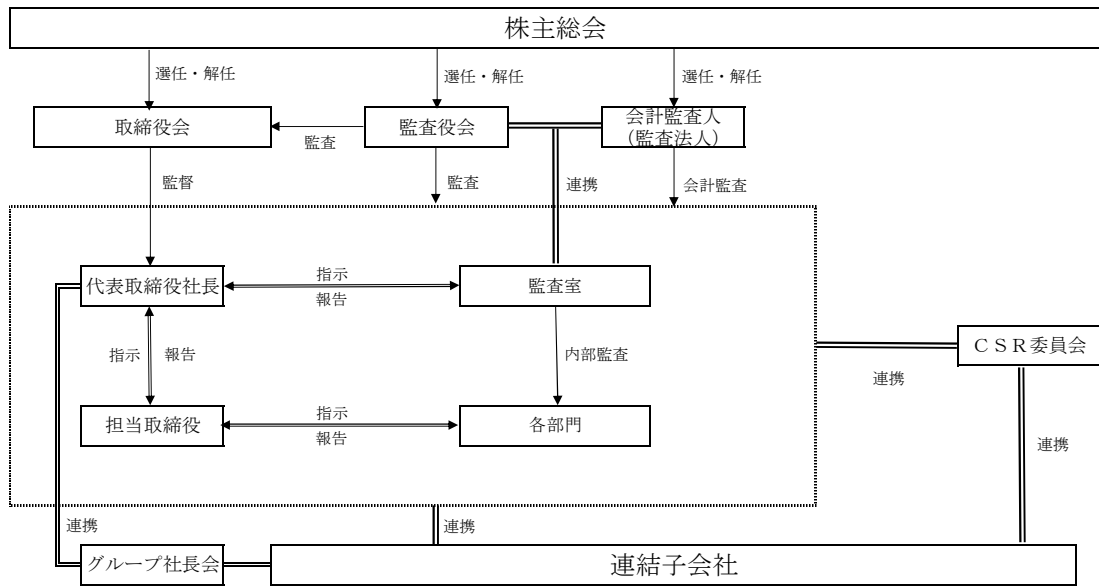 株主総会
選任・解任
選任・解任
選任・解任
取締役会
監査
監査役会
会計監査人
（監査法人）
監督
監査
連携
会計監査
代表取締役社長
指示
報告
監査室
指示
報告
内部監査
ＣＳＲ委員会
連携
担当取締役
指示
報告
各部門
連携
連携
グループ社長会
連結子会社